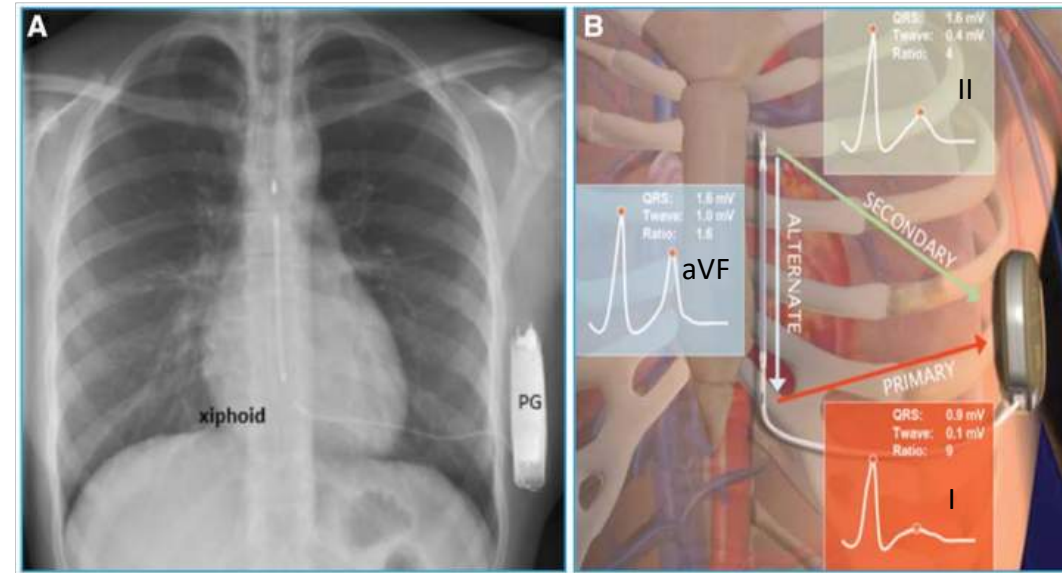 A
xiphoid
PG
B
QRS: 1.6 mV
Twave: 0.4 mV
Ratio: 4
II
SECONDARY
QRS: 1.6 mV
Twave: 1.0 mV
Ratio: 1.6
aVF
ALTERNATE
PRIMARY
QRS: 0.9 mV
Twave: 0.1 mV
Ratio: 9
I